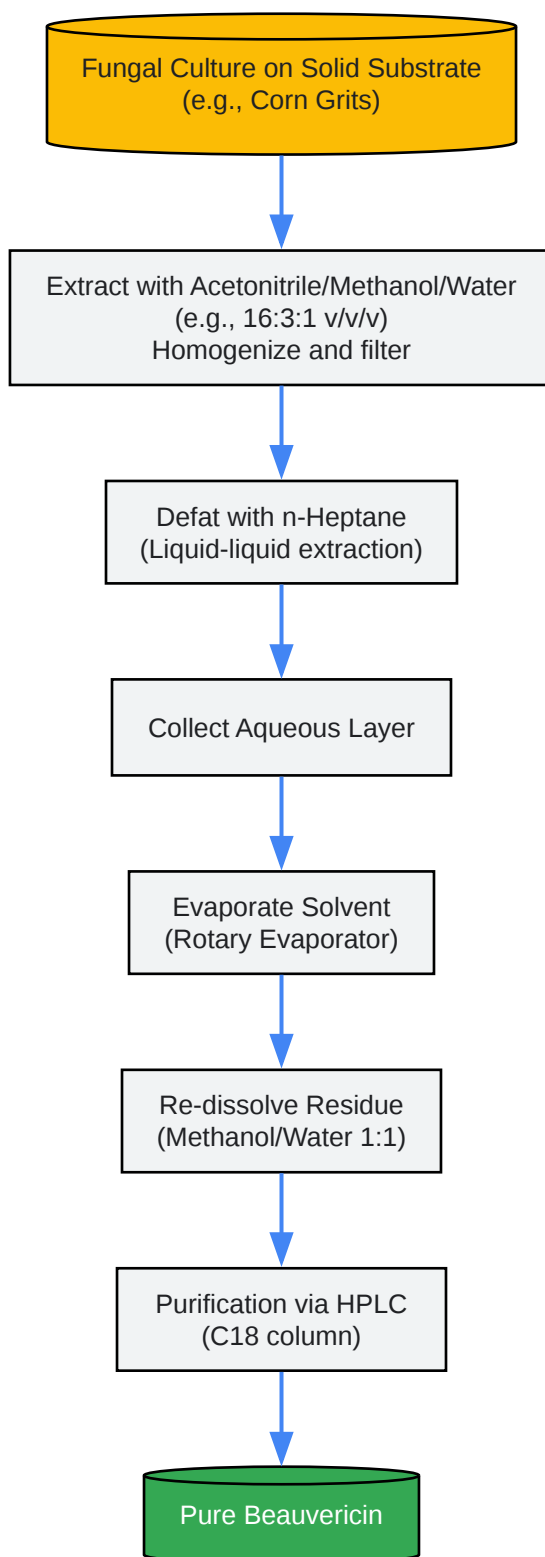 Fungal Culture on Solid Substrate
(e.g., Corn Grits)
Extract with Acetonitrile/Methanol/Water
(e.g., 16:3:1 v/v/v)
Homogenize and filter
Defat with n-Heptane
(Liquid-liquid extraction)
Collect Aqueous Layer
Evaporate Solvent
(Rotary Evaporator)
Re-dissolve Residue
(Methanol/Water 1:1)
Purification via HPLC
(C18 column)
Pure Beauvericin